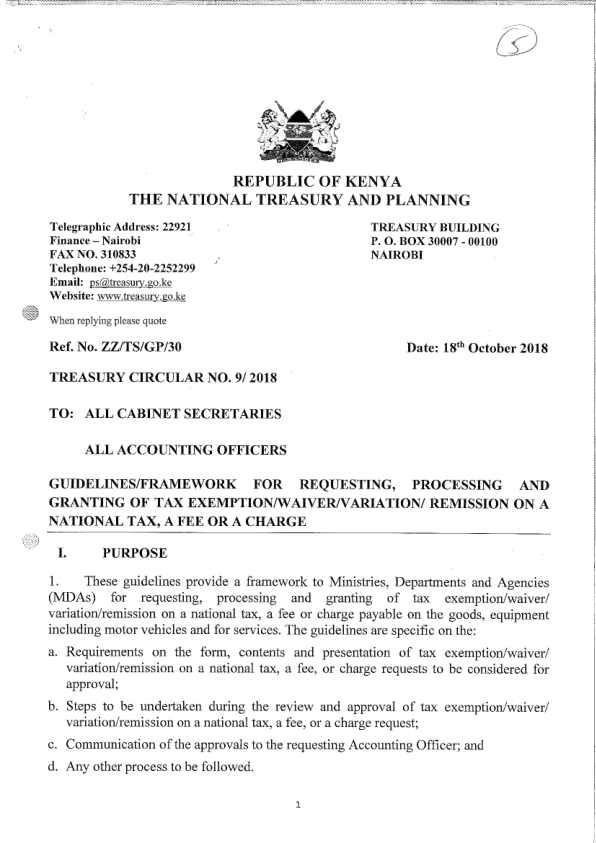 5
REPUBLIC OF KENYA
THE NATIONAL TREASURY AND PLANNING
Telegraphic Address: 22921
Finance – Nairobi
FAX NO. 310833
Telephone: +254-20-2252299
Email: ps@treasury.go.ke
Website: www.treasury.go.ke
TREASURY BUILDING
P. O. BOX 30007 - 00100
NAIROBI
When replying please quote
Ref. No. ZZ/TS/GP/30
Date: 18th October 2018
TREASURY CIRCULAR NO. 9/ 2018
TO: ALL CABINET SECRETARIES
ALL ACCOUNTING OFFICERS
GUIDELINES/FRAMEWORK FOR REQUESTING, PROCESSING AND
GRANTING OF TAX EXEMPTION/WAIVER/VARIATION/ REMISSION ON A
NATIONAL TAX, A FEE OR A CHARGE
I. PURPOSE
1. These guidelines provide a framework to Ministries, Departments and Agencies
(MDAs) for requesting, processing and granting of tax exemption/waiver/
variation/remission on a national tax, a fee or charge payable on the goods, equipment
including motor vehicles and for services. The guidelines are specific on the:
a. Requirements on the form, contents and presentation of tax exemption/waiver/
variation/remission on a national tax, a fee, or charge requests to be considered for
approval;
b. Steps to be undertaken during the review and approval of tax exemption/waiver/
variation/remission on a national tax, a fee, or a charge request;
c. Communication of the approvals to the requesting Accounting Officer; and
d. Any other process to be followed.
1